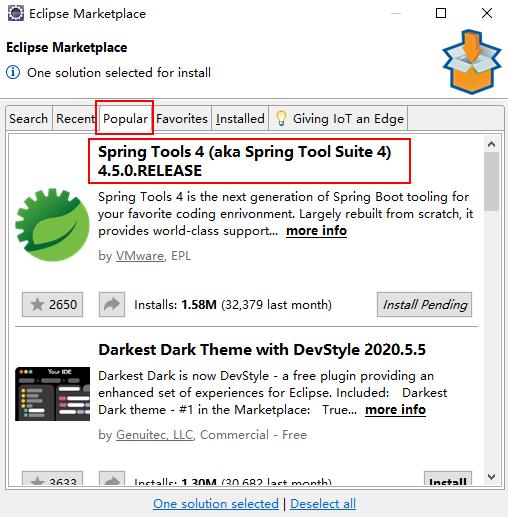 Eclipse Marketplace
Eclipse Marketplace
One solution selected for install
Search Recent Popular Favorites Installed Giving IoT an Edge
Spring Tools 4 (aka Spring Tool Suite 4)
4.5.0.RELEASE
Spring Tools 4 is the next generation of Spring Boot tooling for
your favorite coding enrivonment. Largely rebuilt from scratch, it
provides world-class support... more info
by VMware, EPL
2650 Installs: 1.58M (32,379 last month) Install Pending
Darkest Dark Theme with DevStyle 2020.5.5
Your IDE
Darkest Dark is now DevStyle - a free plugin providing an
enhanced set of experiences for Eclipse. Included: Darkest
Dark theme - #1 in the Marketplace: True... more info
by Genuitec, LLC, Commercial - Free
3633 Installs: 1.30M (30,682 last month) Install
One solution selected | Deselect all